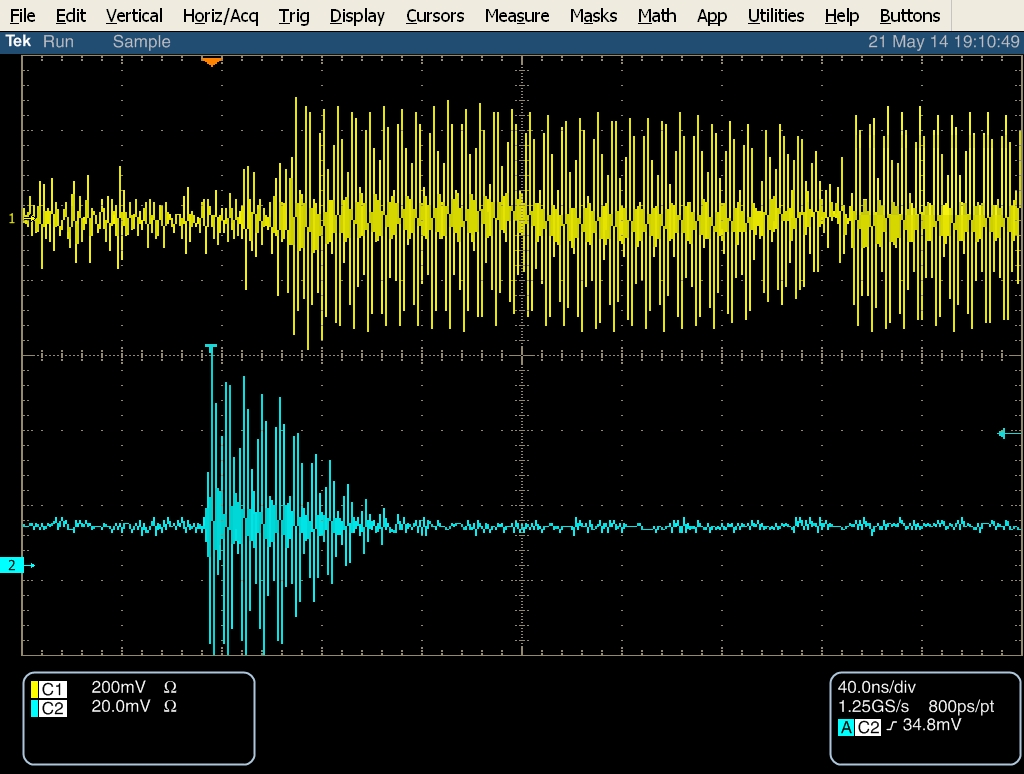 File Edit Vertical Horiz/Acq Trig Display Cursors Measure Masks Math App Utilities Help Buttons
Tek Run Sample 21 May 14 19:10:49
1
2
C1 200mV Ω
C2 20.0mV Ω
40.0ns/div
1.25GS/s 800ps/pt
A C2 34.8mV